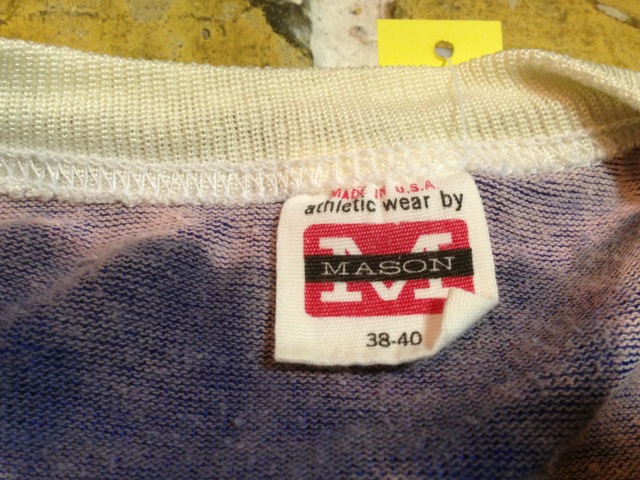 MADE IN U.S.A
athletic wear by
M
MASON
38-40